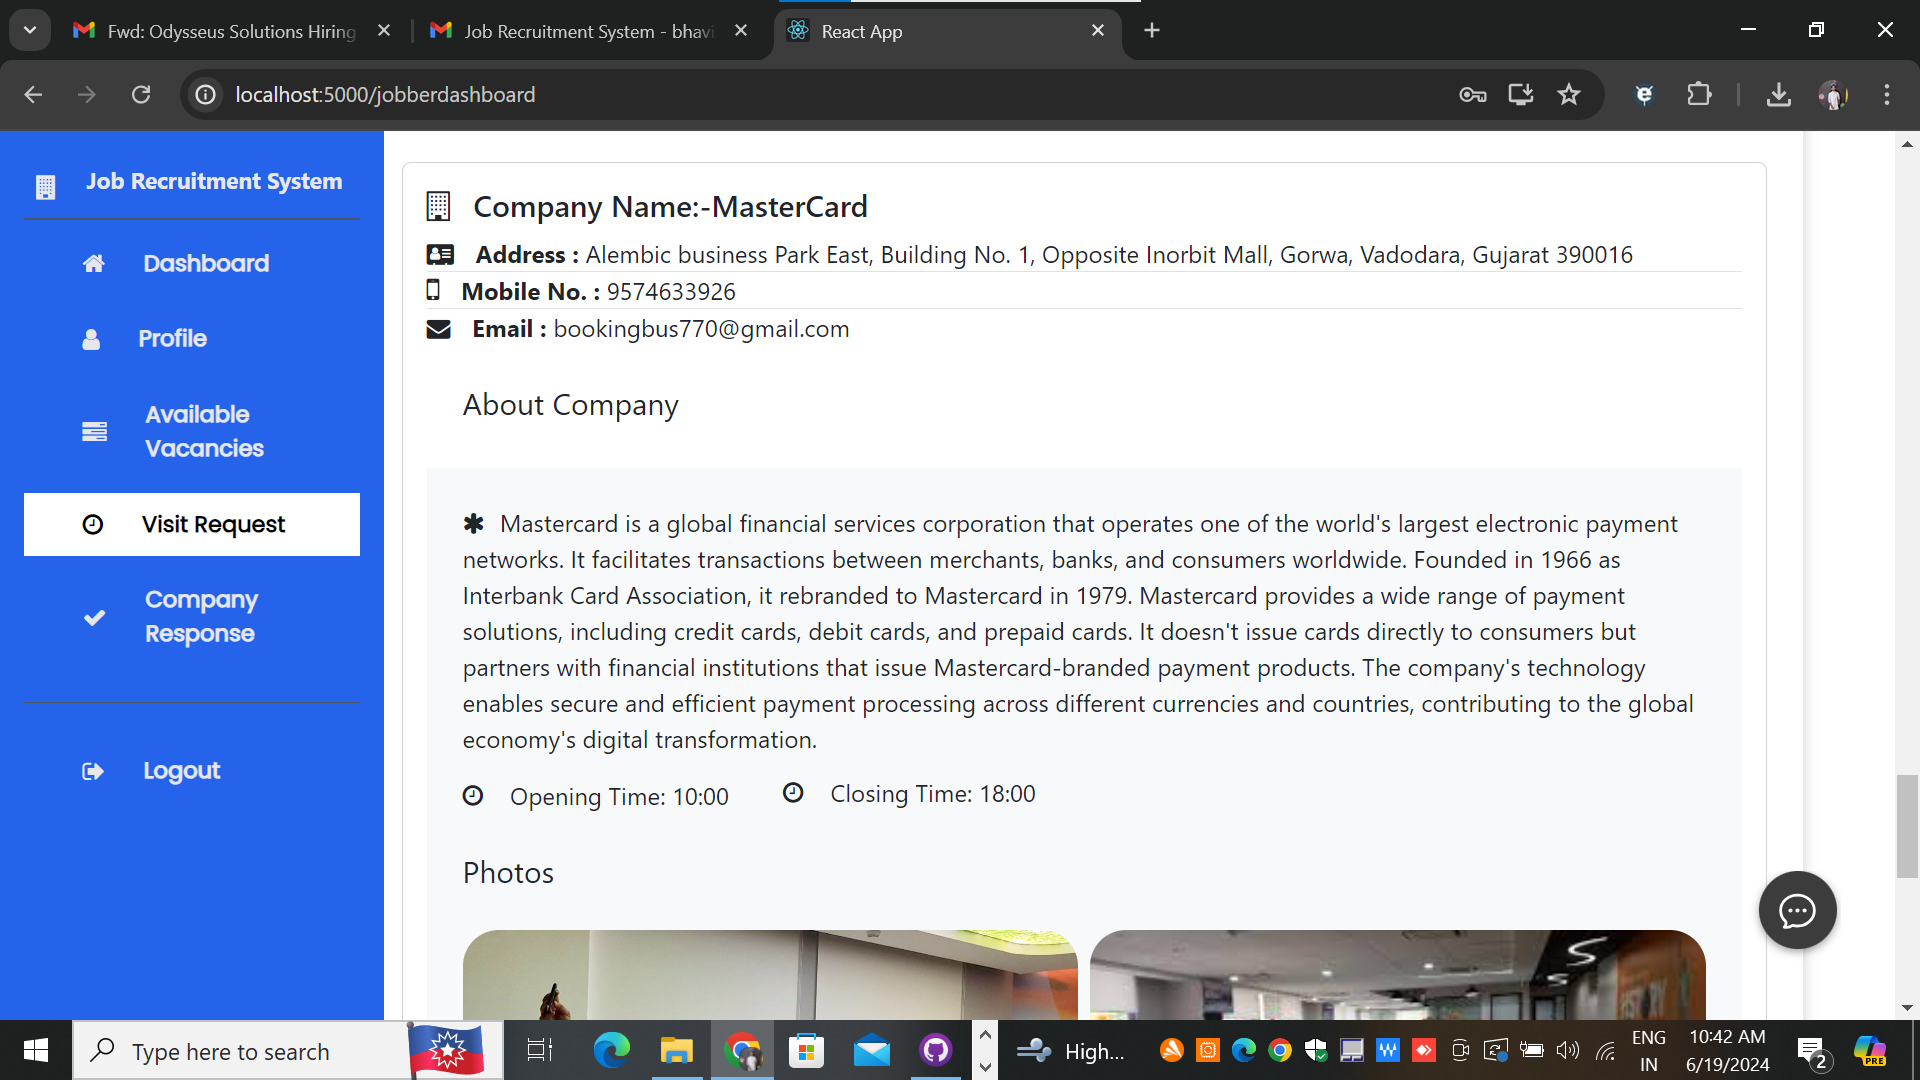 Fwd: Odysseus Solutions Hiring
Job Recruitment System - bhavi
React App
localhost:5000/jobberdashboard
Job Recruitment System
Dashboard
Profile
Available
Vacancies
Visit Request
Company
Response
Logout
Company Name:-MasterCard
Address : Alembic business Park East, Building No. 1, Opposite Inorbit Mall, Gorwa, Vadodara, Gujarat 390016
Mobile No. : 9574633926
Email : bookingbus770@gmail.com
About Company
Mastercard is a global financial services corporation that operates one of the world's largest electronic payment
networks. It facilitates transactions between merchants, banks, and consumers worldwide. Founded in 1966 as
Interbank Card Association, it rebranded to Mastercard in 1979. Mastercard provides a wide range of payment
solutions, including credit cards, debit cards, and prepaid cards. It doesn't issue cards directly to consumers but
partners with financial institutions that issue Mastercard-branded payment products. The company's technology
enables secure and efficient payment processing across different currencies and countries, contributing to the global
economy's digital transformation.
Opening Time: 10:00 Closing Time: 18:00
Photos
Type here to search
High...
ENG
IN
10:42 AM
6/19/2024
2
PRE